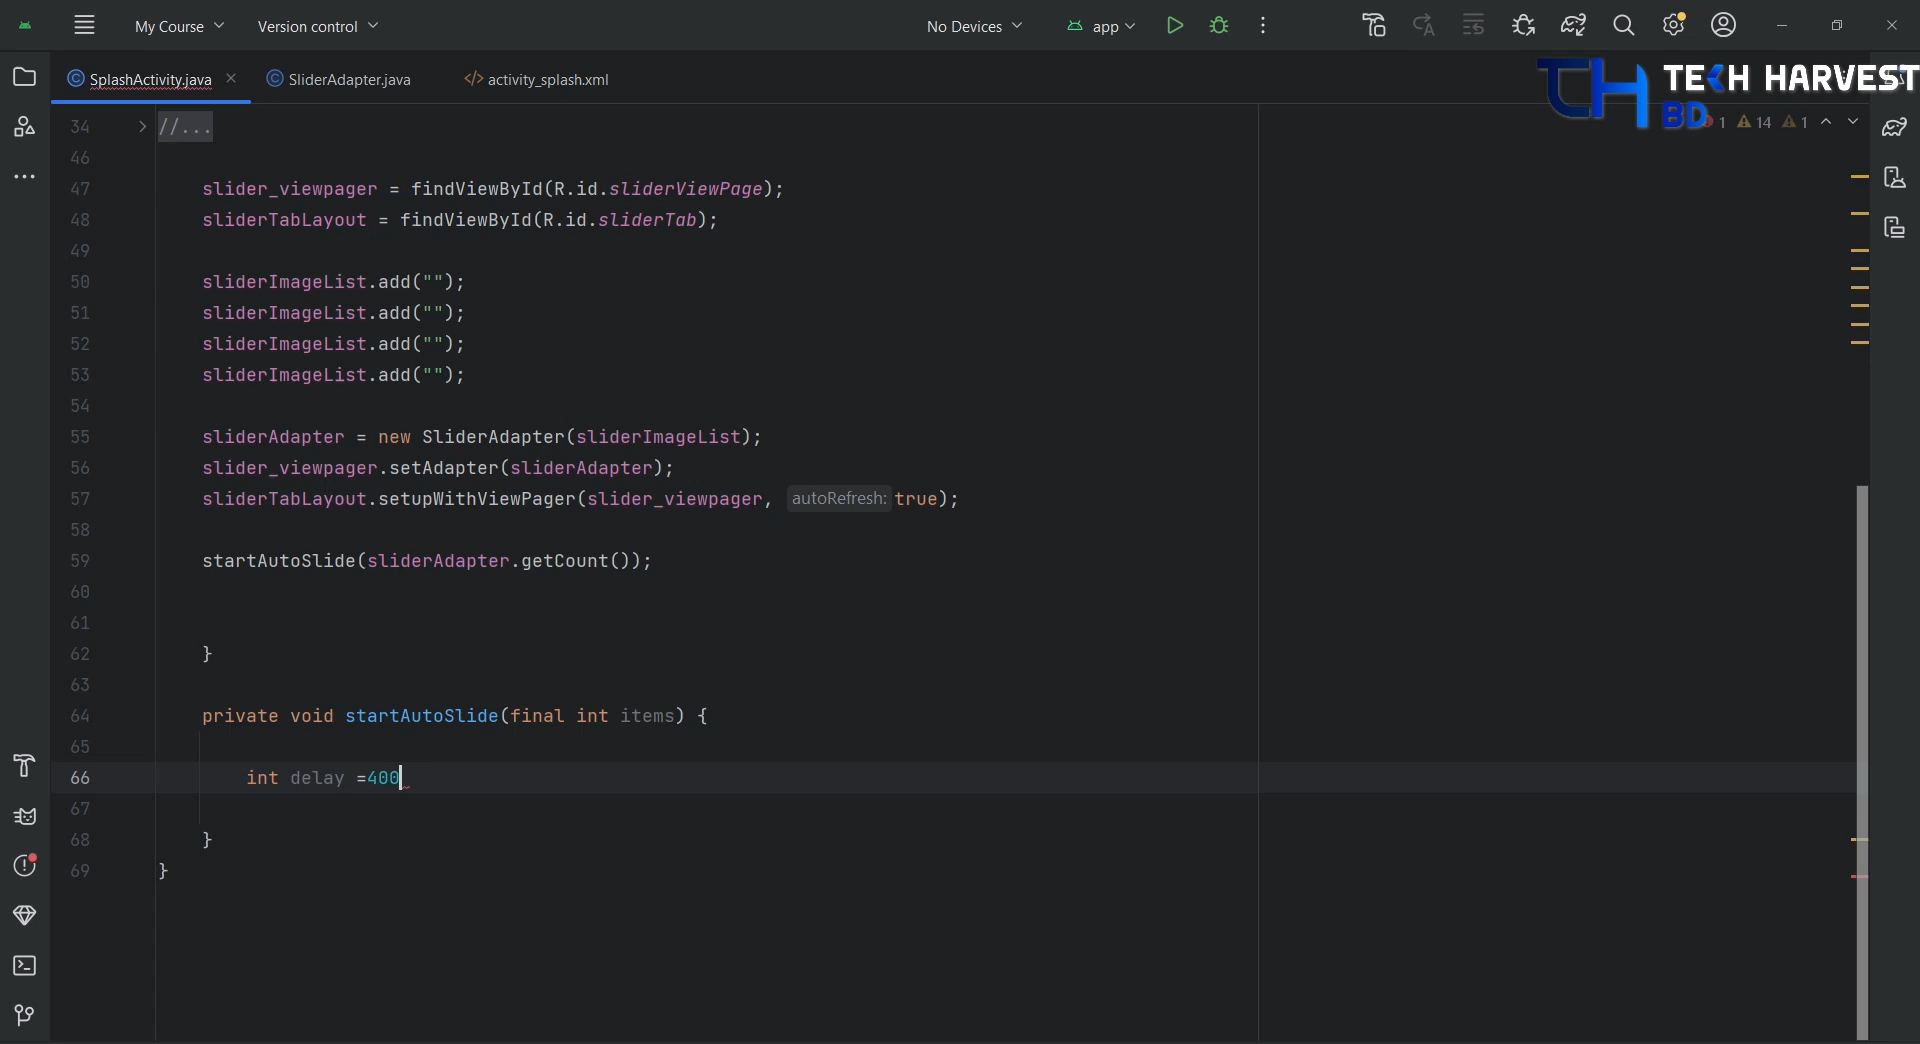 My Course
Version control
No Devices
app
SplashActivity.java
SliderAdapter.java
activity_splash.xml
TEKH HARVEST
BD
1 14 1
34 //...
46
47 slider_viewpager = findViewById(R.id.sliderViewPage);
48 sliderTabLayout = findViewById(R.id.sliderTab);
49
50 sliderImageList.add("");
51 sliderImageList.add("");
52 sliderImageList.add("");
53 sliderImageList.add("");
54
55 sliderAdapter = new SliderAdapter(sliderImageList);
56 slider_viewpager.setAdapter(sliderAdapter);
57 sliderTabLayout.setupWithViewPager(slider_viewpager, autoRefresh: true);
58
59 startAutoSlide(sliderAdapter.getCount());
60
61
62 }
63
64 private void startAutoSlide(final int items) {
65
66 int delay =400
67
68 }
69 }